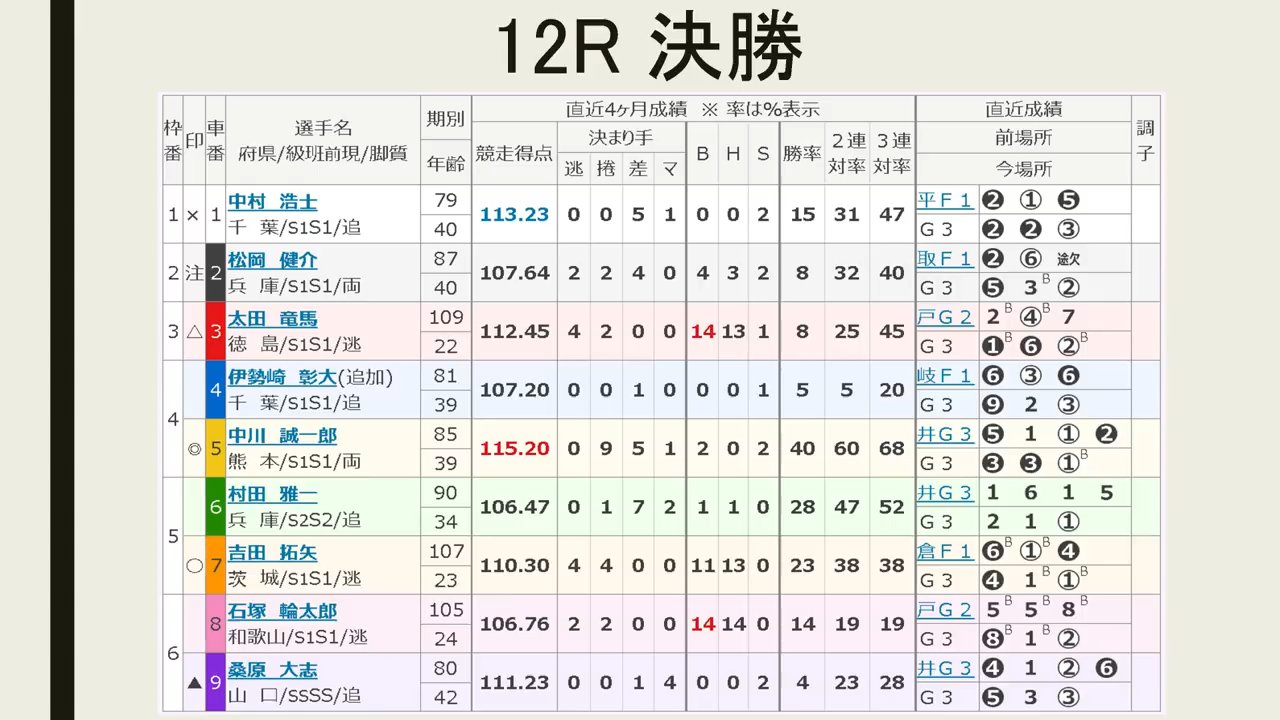 12R 決勝
枠番 印 車番 選手名 府県/級班前現/脚質 期別 年齢 直近4ヶ月成績 ※ 率は%表示 直近成績 調子
競走得点 決まり手 B H S 勝率 2連対率 3連対率 前場所 今場所
逃 捲 差 マ
1 × 1 中村 浩士 79 113.23 0 0 5 1 0 0 2 15 31 47 平F1 ❷ ① ❺
千 葉/S1S1/追 40 G3 ❷ ❷ ③
2 注 2 松岡 健介 87 107.64 2 2 4 0 4 3 2 8 32 40 取F1 ❷ ⑥ 途欠
兵 庫/S1S1/両 40 G3 ❺ 3B ②
3 △ 3 太田 竜馬 109 112.45 4 2 0 0 14 13 1 8 25 45 戸G2 2B ④B 7
徳 島/S1S1/逃 22 G3 ❶B ❻ ②B
4 4 伊勢崎 彰大(追加) 81 107.20 0 0 1 0 0 0 1 5 5 20 岐F1 ❻ ③ ❻
千 葉/S1S1/追 39 G3 ❾ 2 ③
◎ 5 中川 誠一郎 85 115.20 0 9 5 1 2 0 2 40 60 68 井G3 ❺ 1 ① ❷
熊 本/S1S1/両 39 G3 ❸ ❸ ①B
5 6 村田 雅一 90 106.47 0 1 7 2 1 1 0 28 47 52 井G3 1 6 1 5
兵 庫/S2S2/追 34 G3 2 1 ①
○ 7 吉田 拓矢 107 110.30 4 4 0 0 11 13 0 23 38 38 倉F1 ❻B ①B ❹
茨 城/S1S1/逃 23 G3 ❹ 1B ①B
6 8 石塚 輪太郎 105 106.76 2 2 0 0 14 14 0 14 19 19 戸G2 5B 5B 8B
和歌山/S1S1/逃 24 G3 ❽B 1B ②
▲ 9 桑原 大志 80 111.23 0 0 1 4 0 0 2 4 23 28 井G3 ❹ 1 ② ❻
山 口/SSSS/追 42 G3 ❺ 3 ③